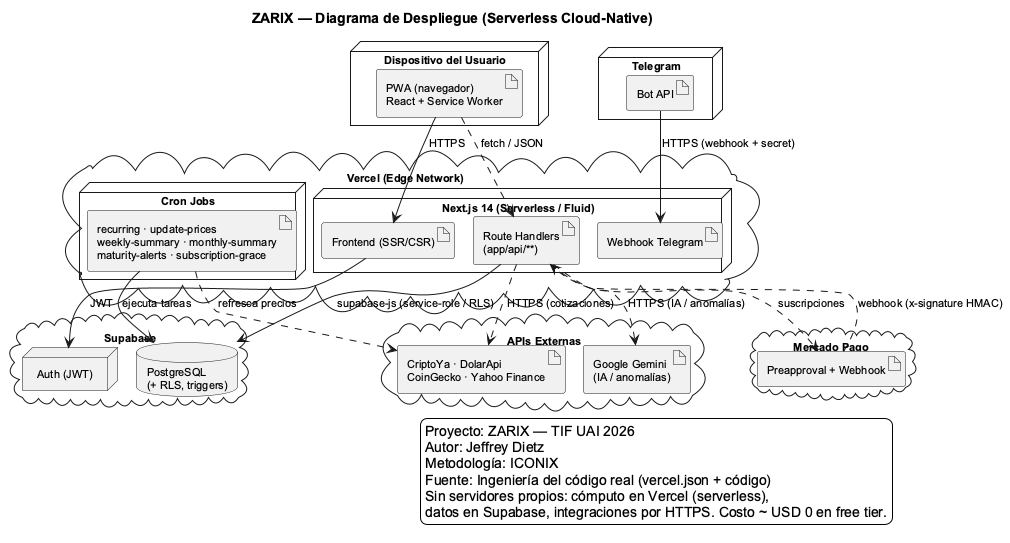 ZARIX — Diagrama de Despliegue (Serverless Cloud-Native)
Dispositivo del Usuario
PWA (navegador)
React + Service Worker
Telegram
Bot API
HTTPS
fetch / JSON
HTTPS (webhook + secret)
Vercel (Edge Network)
Cron Jobs
recurring · update-prices
weekly-summary · monthly-summary
maturity-alerts · subscription-grace
Next.js 14 (Serverless / Fluid)
Frontend (SSR/CSR)
Route Handlers
(app/api/**)
Webhook Telegram
JWT
ejecuta tareas
refresca precios
supabase-js (service-role / RLS)
HTTPS (cotizaciones)
HTTPS (IA / anomalías)
suscripciones
webhook (x-signature HMAC)
Supabase
Auth (JWT)
PostgreSQL
(+ RLS, triggers)
APIs Externas
CriptoYa · DolarApi
CoinGecko · Yahoo Finance
Google Gemini
(IA / anomalías)
Mercado Pago
Preapproval + Webhook
Proyecto: ZARIX — TIF UAI 2026
Autor: Jeffrey Dietz
Metodología: ICONIX
Fuente: Ingeniería del código real (vercel.json + código)
Sin servidores propios: cómputo en Vercel (serverless),
datos en Supabase, integraciones por HTTPS. Costo ~ USD 0 en free tier.